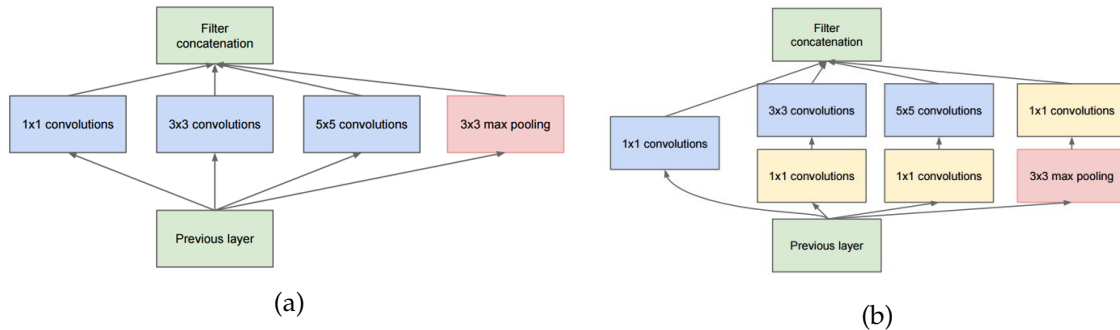 Filter
concatenation
1x1 convolutions
3x3 convolutions
5x5 convolutions
3x3 max pooling
Previous layer
(a)
Filter
concatenation
3x3 convolutions
5x5 convolutions
1x1 convolutions
1x1 convolutions
1x1 convolutions
1x1 convolutions
3x3 max pooling
Previous layer
(b)